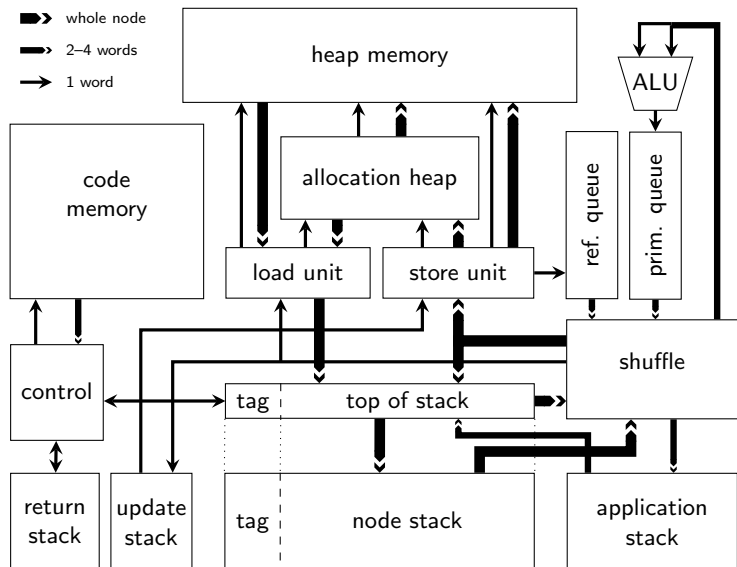 whole node
2–4 words
1 word
heap memory
ALU
code
memory
allocation heap
ref. queue
prim. queue
load unit
store unit
control
shuffle
tag
top of stack
return
stack
update
stack
tag
node stack
application
stack